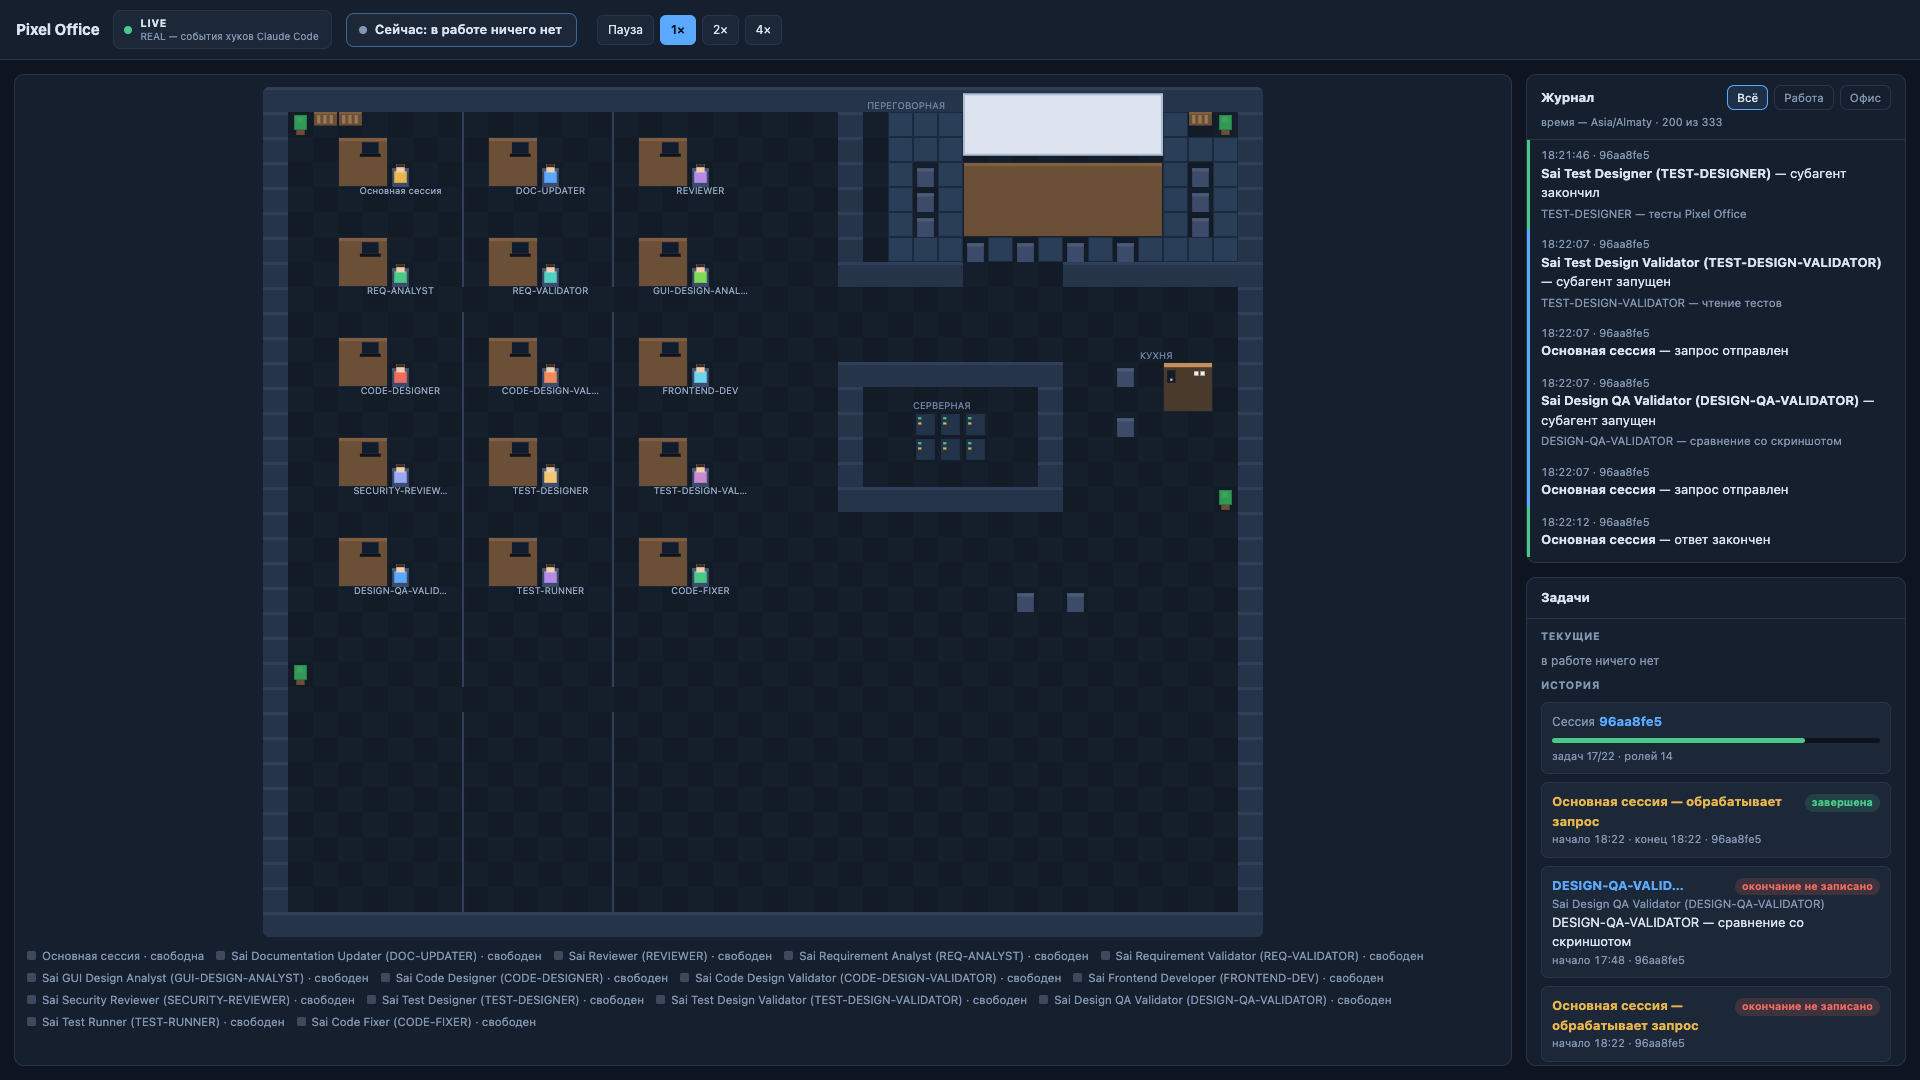 Pixel Office
LIVE
REAL — события хуков Claude Code
Сейчас: в работе ничего нет
Пауза
1×
2×
4×
ПЕРЕГОВОРНАЯ
Основная сессия
DOC-UPDATER
REVIEWER
REQ-ANALYST
REQ-VALIDATOR
GUI-DESIGN-ANAL...
КУХНЯ
CODE-DESIGNER
CODE-DESIGN-VAL...
FRONTEND-DEV
СЕРВЕРНАЯ
SECURITY-REVIEW...
TEST-DESIGNER
TEST-DESIGN-VAL...
DESIGN-QA-VALID...
TEST-RUNNER
CODE-FIXER
Основная сессия · свободна
Sai Documentation Updater (DOC-UPDATER) · свободен
Sai Reviewer (REVIEWER) · свободен
Sai Requirement Analyst (REQ-ANALYST) · свободен
Sai Requirement Validator (REQ-VALIDATOR) · свободен
Sai GUI Design Analyst (GUI-DESIGN-ANALYST) · свободен
Sai Code Designer (CODE-DESIGNER) · свободен
Sai Code Design Validator (CODE-DESIGN-VALIDATOR) · свободен
Sai Frontend Developer (FRONTEND-DEV) · свободен
Sai Security Reviewer (SECURITY-REVIEWER) · свободен
Sai Test Designer (TEST-DESIGNER) · свободен
Sai Test Design Validator (TEST-DESIGN-VALIDATOR) · свободен
Sai Design QA Validator (DESIGN-QA-VALIDATOR) · свободен
Sai Test Runner (TEST-RUNNER) · свободен
Sai Code Fixer (CODE-FIXER) · свободен
Журнал
Всё
Работа
Офис
время — Asia/Almaty · 200 из 333
18:21:46 · 96aa8fe5
Sai Test Designer (TEST-DESIGNER) — субагент
закончил
TEST-DESIGNER — тесты Pixel Office
18:22:07 · 96aa8fe5
Sai Test Design Validator (TEST-DESIGN-VALIDATOR)
— субагент запущен
TEST-DESIGN-VALIDATOR — чтение тестов
18:22:07 · 96aa8fe5
Основная сессия — запрос отправлен
18:22:07 · 96aa8fe5
Sai Design QA Validator (DESIGN-QA-VALIDATOR) —
субагент запущен
DESIGN-QA-VALIDATOR — сравнение со скриншотом
18:22:07 · 96aa8fe5
Основная сессия — запрос отправлен
18:22:12 · 96aa8fe5
Основная сессия — ответ закончен
Задачи
ТЕКУЩИЕ
в работе ничего нет
ИСТОРИЯ
Сессия 96aa8fe5
задач 17/22 · ролей 14
Основная сессия — обрабатывает
запрос
завершена
начало 18:22 · конец 18:22 · 96aa8fe5
DESIGN-QA-VALID...
окончание не записано
Sai Design QA Validator (DESIGN-QA-VALIDATOR)
DESIGN-QA-VALIDATOR — сравнение со
скриншотом
начало 17:48 · 96aa8fe5
Основная сессия —
обрабатывает запрос
окончание не записано
начало 18:22 · 96aa8fe5